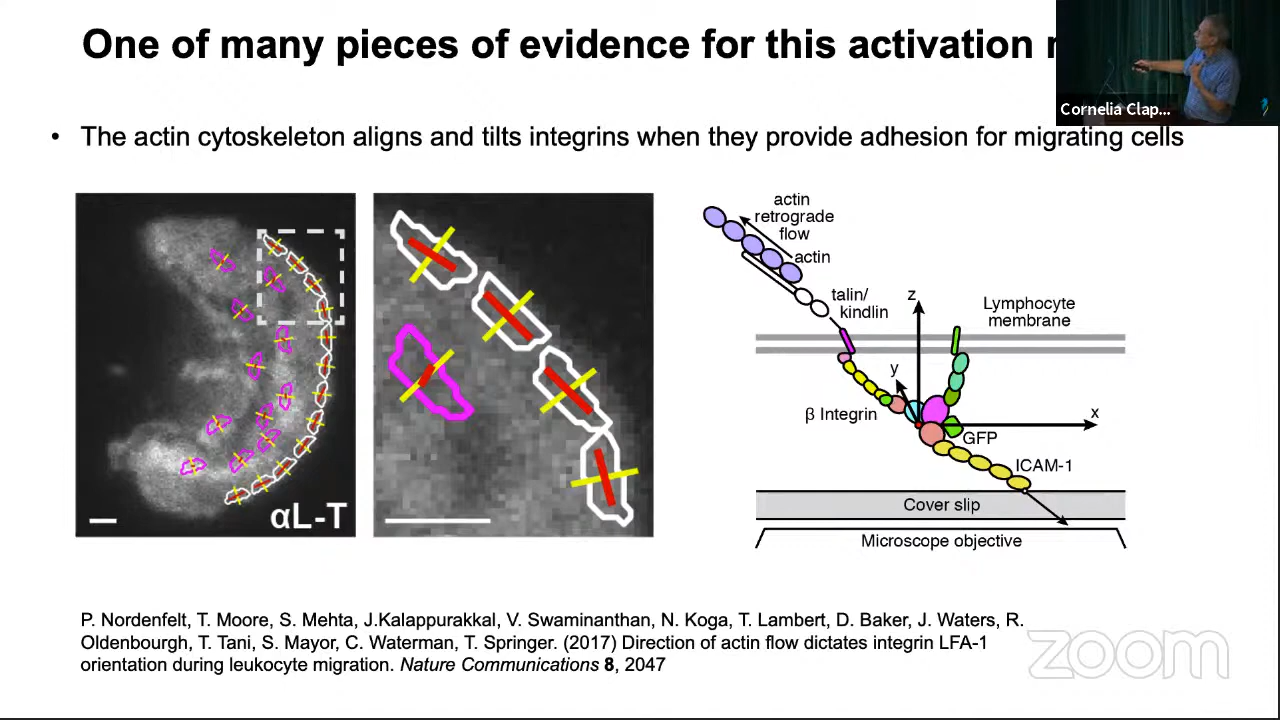 One of many pieces of evidence for this activation
Cornelia Clap...
• The actin cytoskeleton aligns and tilts integrins when they provide adhesion for migrating cells
αL-T
actin
retrograde
flow
actin
talin/
kindlin
z
Lymphocyte
membrane
y
β Integrin
x
GFP
ICAM-1
Cover slip
Microscope objective
P. Nordenfelt, T. Moore, S. Mehta, J.Kalappurakkal, V. Swaminanthan, N. Koga, T. Lambert, D. Baker, J. Waters, R.
Oldenbourgh, T. Tani, S. Mayor, C. Waterman, T. Springer. (2017) Direction of actin flow dictates integrin LFA-1
orientation during leukocyte migration. Nature Communications 8, 2047
zoom